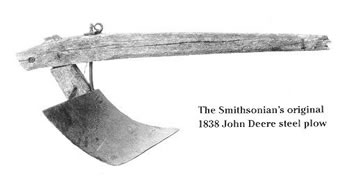 The Smithsonian's original
1838 John Deere steel plow